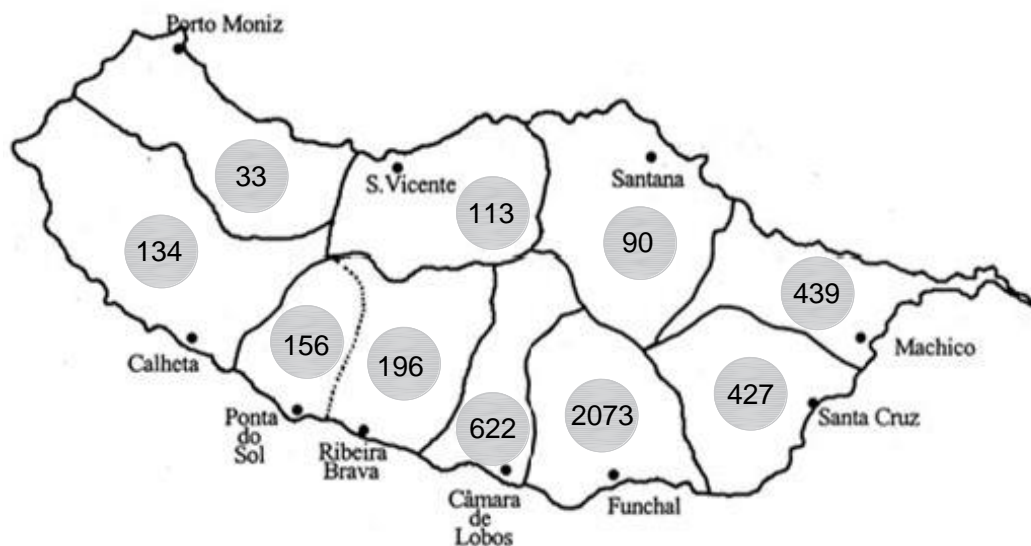 Porto Moniz
33
S.Vicente
113
Santana
90
134
439
Calheta
156
196
Machico
427
Ponta
do
Sol
Ribeira
Brava
622
2073
Santa Cruz
Câmara
de
Lobos
Funchal